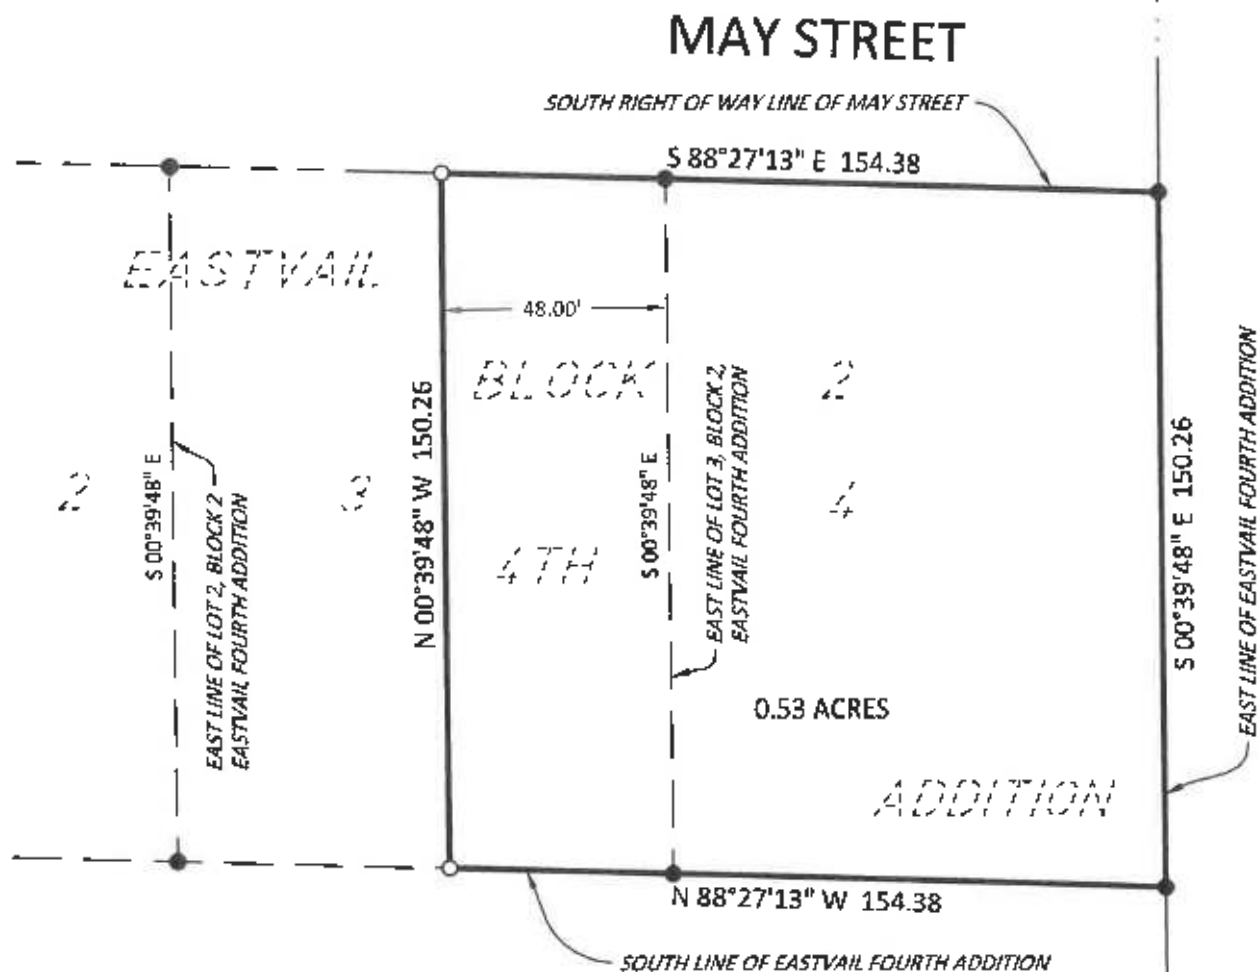 MAY STREET
SOUTH RIGHT OF WAY LINE OF MAY STREET
S 88°27'13" E 154.38
EASTVAIL
48.00'
BLOCK
2
N 00°39'48" W 150.26
S 00°39'48" E
EAST LINE OF LOT 2, BLOCK 2
EASTVAIL FOURTH ADDITION
2
3
4TH
S 00°39'48" E
EAST LINE OF LOT 3, BLOCK 2,
EASTVAIL FOURTH ADDITION
4
S 00°39'48" E 150.26
EAST LINE OF EASTVAIL FOURTH ADDITION
0.53 ACRES
ADDITION
N 88°27'13" W 154.38
SOUTH LINE OF EASTVAIL FOURTH ADDITION